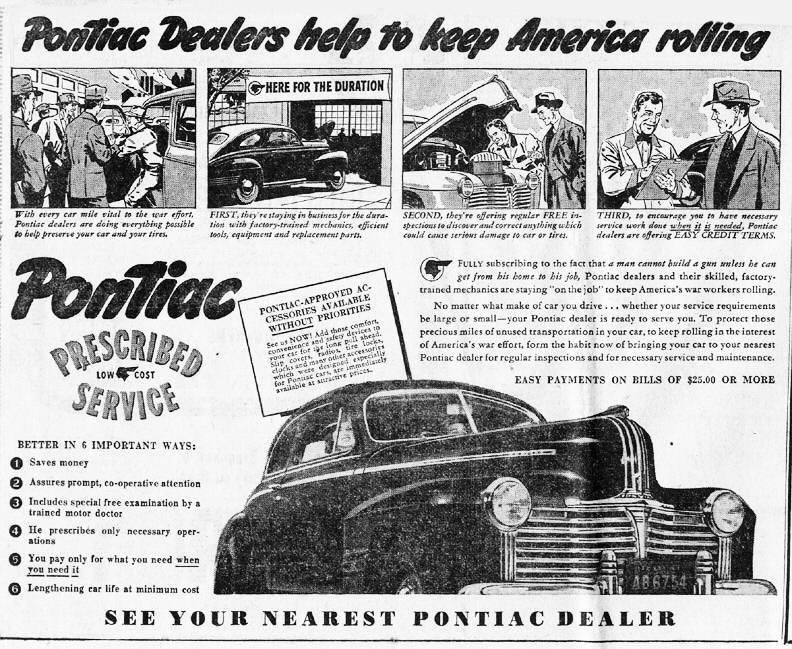 Pontiac Dealers help to keep America rolling
HERE FOR THE DURATION
With every car mile vital to the war effort,
Pontiac dealers are doing everything possible
to help preserve your car and your tires.
FIRST, they're staying in business for the dura-
tion with factory-trained mechanics, efficient
tools, equipment and replacement parts.
SECOND, they're offering regular FREE in-
spections to discover and correct anything which
could cause serious damage to car or tires.
THIRD, to encourage you to have necessary
service work done when it is needed, Pontiac
dealers are offering EASY CREDIT TERMS.
Pontiac
PRESCRIBED
LOW COST
SERVICE
PONTIAC-APPROVED AC-
CESSORIES AVAILABLE
WITHOUT PRIORITIES
See us NOW! Add those comfort,
convenience and safety devices to
your car for the long pull ahead.
Slip covers, radios, tire locks,
clocks and many other accessories
which were designed especially
for Pontiac cars, are immediately
available at attractive prices.
FULLY subscribing to the fact that a man cannot build a gun unless he can
get from his home to his job, Pontiac dealers and their skilled, factory-
trained mechanics are staying "on the job" to keep America's war workers rolling.
No matter what make of car you drive . . . whether your service requirements
be large or small—your Pontiac dealer is ready to serve you. To protect those
precious miles of unused transportation in your car, to keep rolling in the interest
of America's war effort, form the habit now of bringing your car to your nearest
Pontiac dealer for regular inspections and for necessary service and maintenance.
EASY PAYMENTS ON BILLS OF $25.00 OR MORE
BETTER IN 6 IMPORTANT WAYS:
1 Saves money
2 Assures prompt, co-operative attention
3 Includes special free examination by a
trained motor doctor
4 He prescribes only necessary oper-
ations
5 You pay only for what you need when
you need it
6 Lengthening car life at minimum cost
AB6754
SEE YOUR NEAREST PONTIAC DEALER